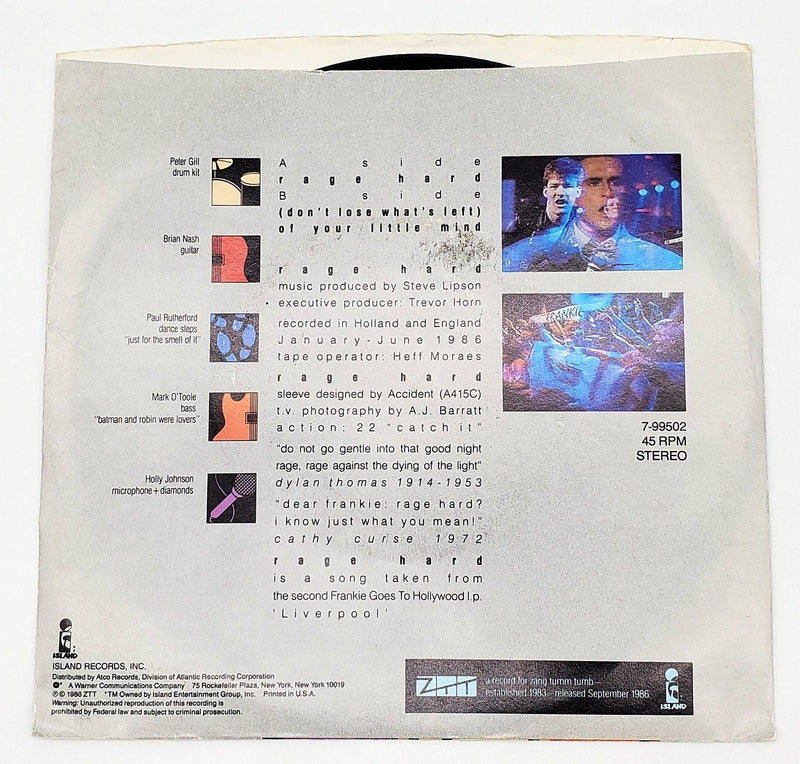 Peter Gill
drum kit
Brian Nash
guitar
Paul Rutherford
dance steps
"just for the smell of it"
Mark O'Toole
bass
"batman and robin were lovers"
Holly Johnson
microphone + diamonds
A side
rage hard
B side
(don't lose what's left)
of your little mind
rage hard
music produced by Steve Lipson
executive producer: Trevor Horn
recorded in Holland and England
January - June 1986
tape operator: Heff Moraes
rage hard
sleeve designed by Accident (A415C)
t.v. photography by A.J. Barratt
action: 22 "catch it"
"do not go gentle into that good night
rage, rage against the dying of the light"
dylan thomas 1914-1953
"dear frankie: rage hard?
i know just what you mean!"
cathy curse 1972
rage hard
is a song taken from
the second Frankie Goes To Hollywood l.p.
'Liverpool'
FRANKIE
7-99502
45 RPM
STEREO
ISLAND
ISLAND RECORDS, INC.
Distributed by Atco Records, Division of Atlantic Recording Corporation
A Warner Communications Company 75 Rockefeller Plaza, New York, New York 10019
℗ © 1986 ZTT *TM Owned by Island Entertainment Group, Inc. Printed in U.S.A.
Warning: Unauthorized reproduction of this recording is
prohibited by Federal law and subject to criminal prosecution.
ZTT
a record for zang tumm tumb –
established 1983 – released September 1986
ISLAND